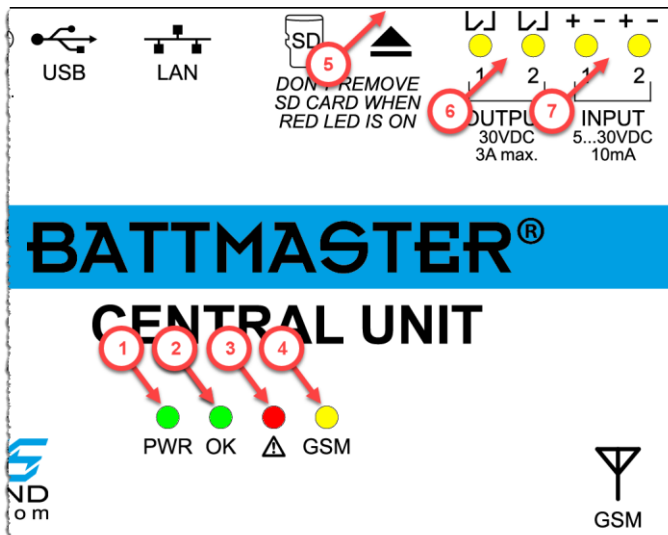 USB
LAN
SD
DON'T REMOVE
SD CARD WHEN
RED LED IS ON
5
+ - + -
1 2
1 2
6
7
OUTPUT
30VDC
3A max.
INPUT
5...30VDC
10mA
BATTMASTER®
CENTRAL UNIT
1
2
3
4
PWR OK GSM
ND
om
GSM